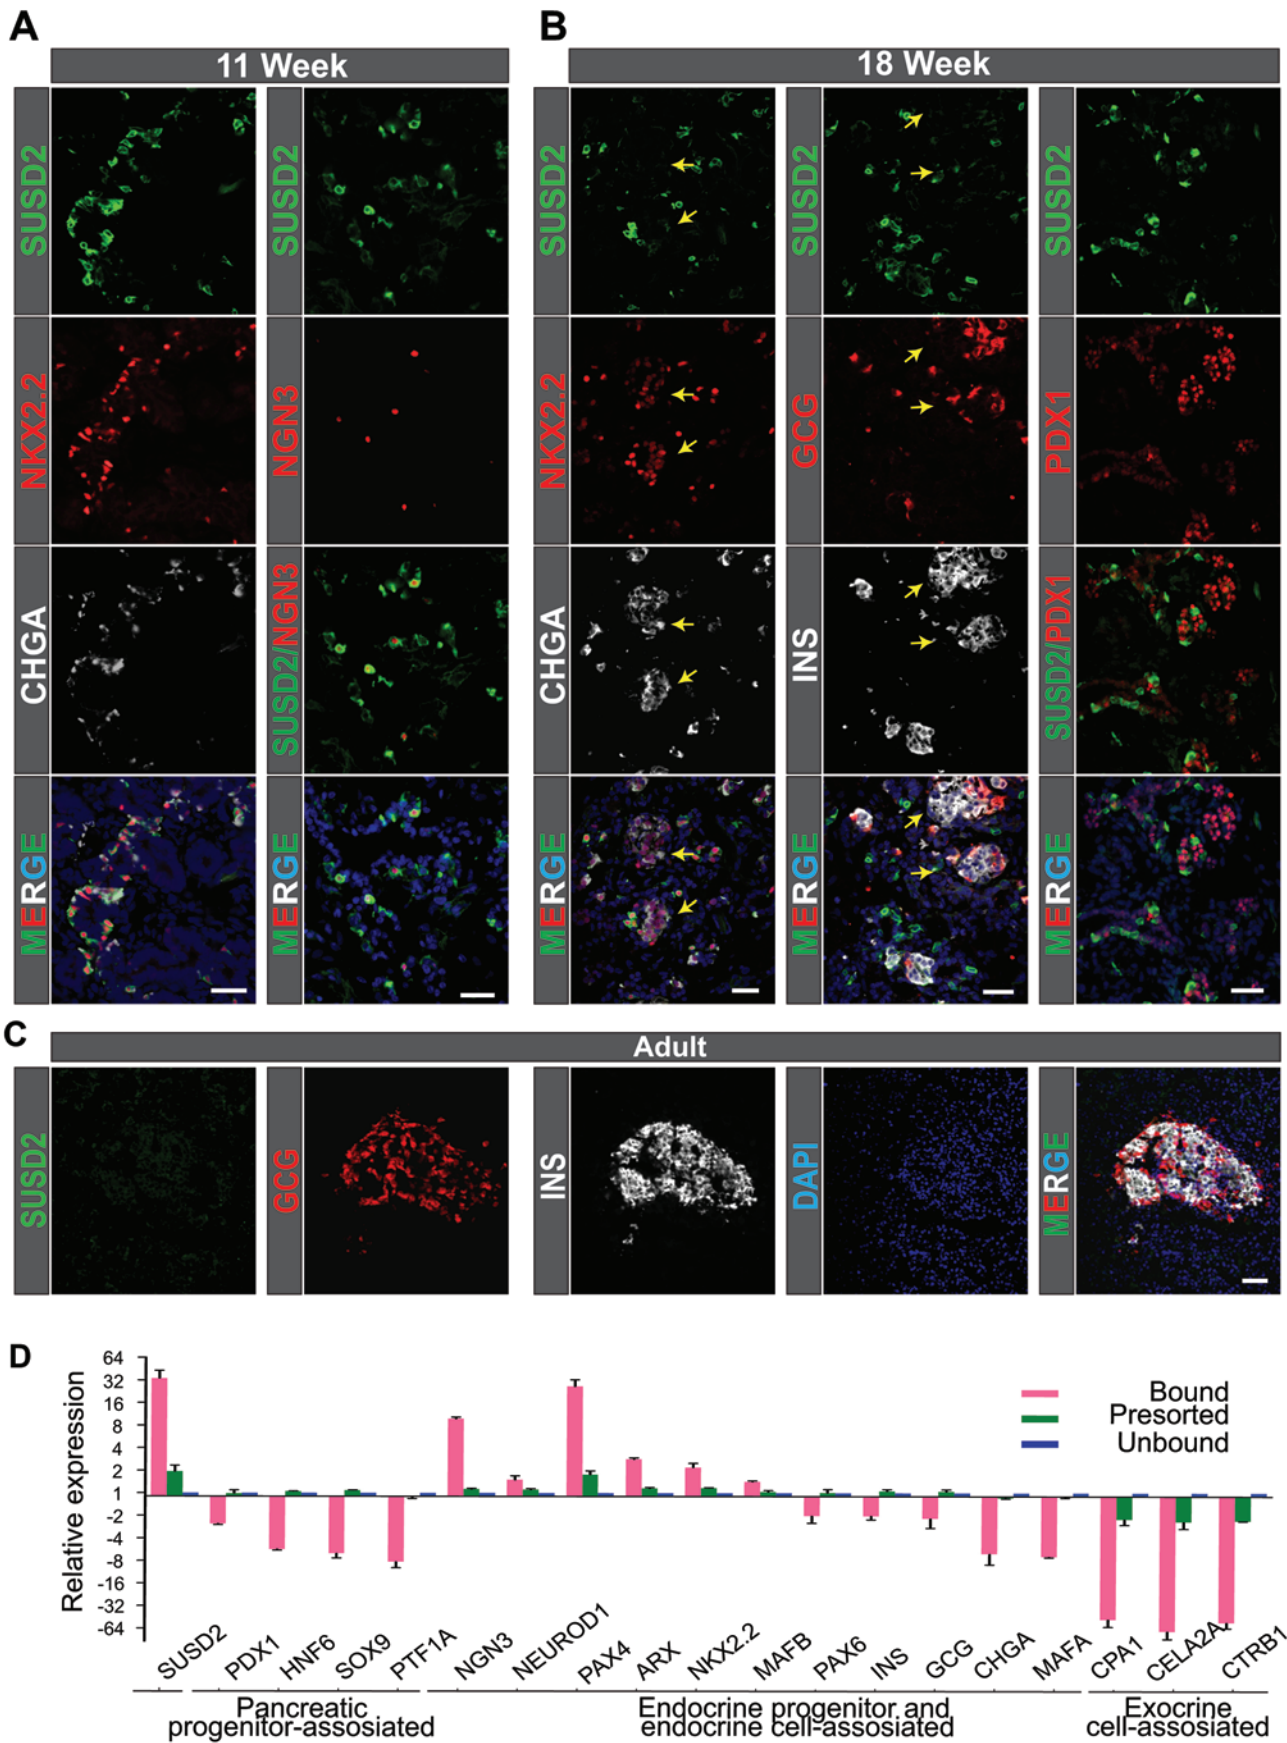 A
B
11 Week
18 Week
SUSD2
SUSD2
SUSD2
SUSD2
SUSD2
NKX2.2
NGN3
NKX2.2
GCG
PDX1
CHGA
SUSD2/NGN3
CHGA
INS
SUSD2/PDX1
MERGE
MERGE
MERGE
MERGE
MERGE
C
Adult
SUSD2
GCG
INS
DAPI
MERGE
D
Relative expression
64
32
16
8
4
2
1
-2
-4
-8
-16
-32
-64
Bound
Presorted
Unbound
SUSD2
PDX1
HNF6
SOX9
PTF1A
NGN3
NEUROD1
PAX4
ARX
NKX2.2
MAFB
PAX6
INS
GCG
CHGA
MAFA
CPA1
CELA2A
CTRB1
Pancreatic
progenitor-assosiated
Endocrine progenitor and
endocrine cell-assosiated
Exocrine
cell-assosiated